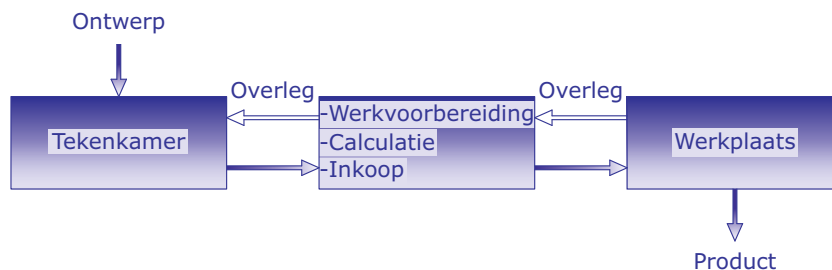 Ontwerp
Overleg
Overleg
Tekenkamer
-Werkvoorbereiding
-Calculatie
-Inkoop
Werkplaats
Product